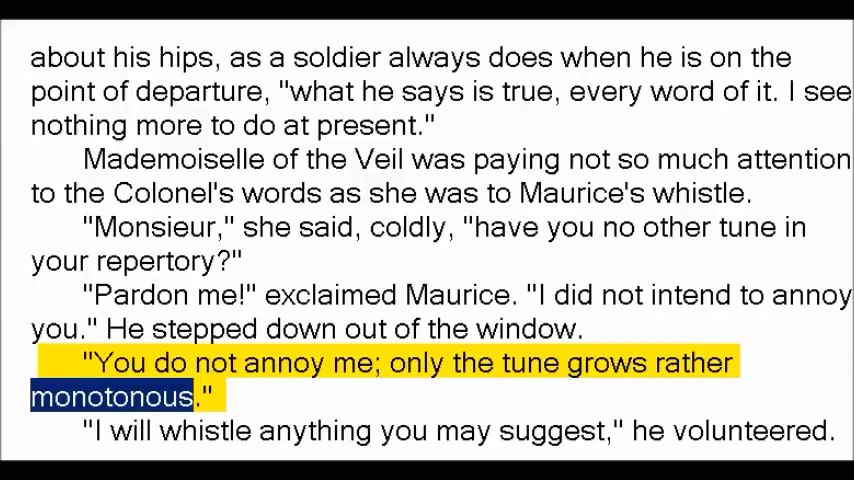 about his hips, as a soldier always does when he is on the
point of departure, "what he says is true, every word of it. I see
nothing more to do at present."
Mademoiselle of the Veil was paying not so much attention
to the Colonel's words as she was to Maurice's whistle.
"Monsieur," she said, coldly, "have you no other tune in
your repertory?"
"Pardon me!" exclaimed Maurice. "I did not intend to annoy
you." He stepped down out of the window.
"You do not annoy me; only the tune grows rather
monotonous."
"I will whistle anything you may suggest," he volunteered.